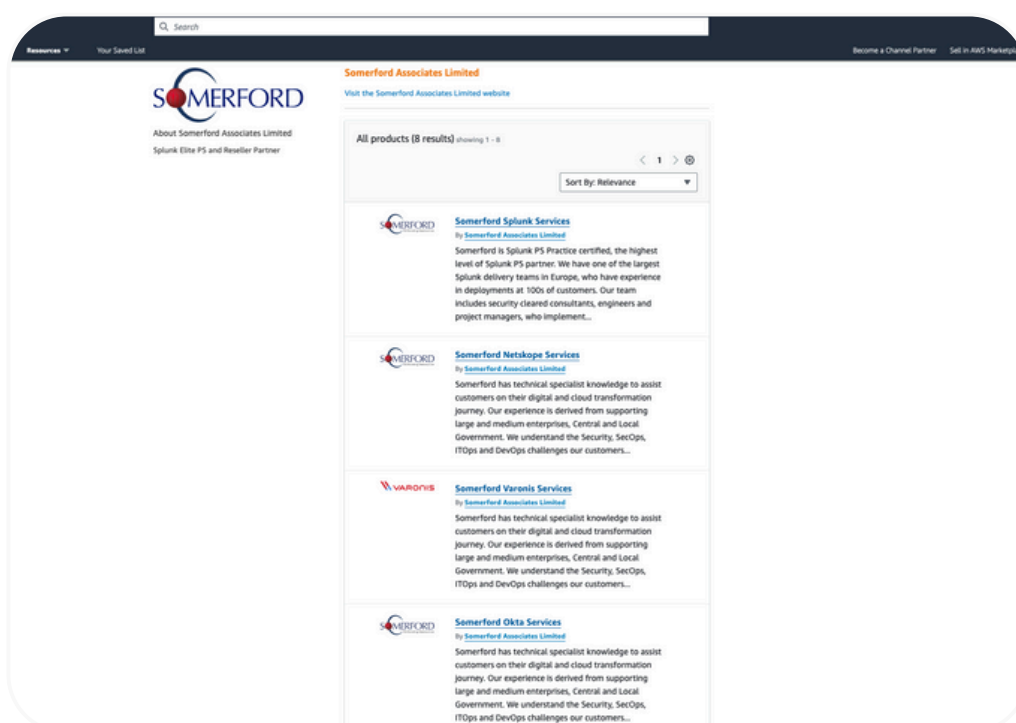 Search
Resources
Your Saved List
Become a Channel Partner
Sell in AWS Marketpla
SOMERFORD
About Somerford Associates Limited
Splunk Elite PS and Reseller Partner
Somerford Associates Limited
Visit the Somerford Associates Limited website
All products (8 results) showing 1 - 8
1
Sort By: Relevance
SOMERFORD
Somerford Splunk Services
By Somerford Associates Limited
Somerford is Splunk PS Practice certified, the highest
level of Splunk PS partner. We have one of the largest
Splunk delivery teams in Europe, who have experience
in deployments at 100s of customers. Our team
includes security cleared consultants, engineers and
project managers, who implement...
SOMERFORD
Somerford Netskope Services
By Somerford Associates Limited
Somerford has technical specialist knowledge to assist
customers on their digital and cloud transformation
journey. Our experience is derived from supporting
large and medium enterprises, Central and Local
Government. We understand the Security, SecOps,
ITOps and DevOps challenges our customers...
VARONIS
Somerford Varonis Services
By Somerford Associates Limited
Somerford has technical specialist knowledge to assist
customers on their digital and cloud transformation
journey. Our experience is derived from supporting
large and medium enterprises, Central and Local
Government. We understand the Security, SecOps,
ITOps and DevOps challenges our customers...
SOMERFORD
Somerford Okta Services
By Somerford Associates Limited
Somerford has technical specialist knowledge to assist
customers on their digital and cloud transformation
journey. Our experience is derived from supporting
large and medium enterprises, Central and Local
Government. We understand the Security, SecOps,
ITOps and DevOps challenges our customers...